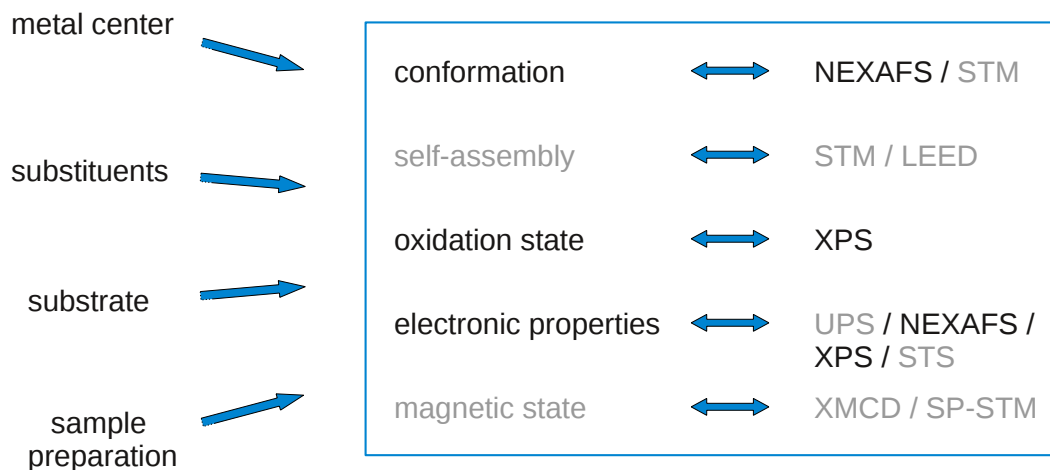 metal center
substituents
substrate
sample
preparation
conformation NEXAFS / STM
self-assembly STM / LEED
oxidation state XPS
electronic properties UPS / NEXAFS /
XPS / STS
magnetic state XMCD / SP-STM